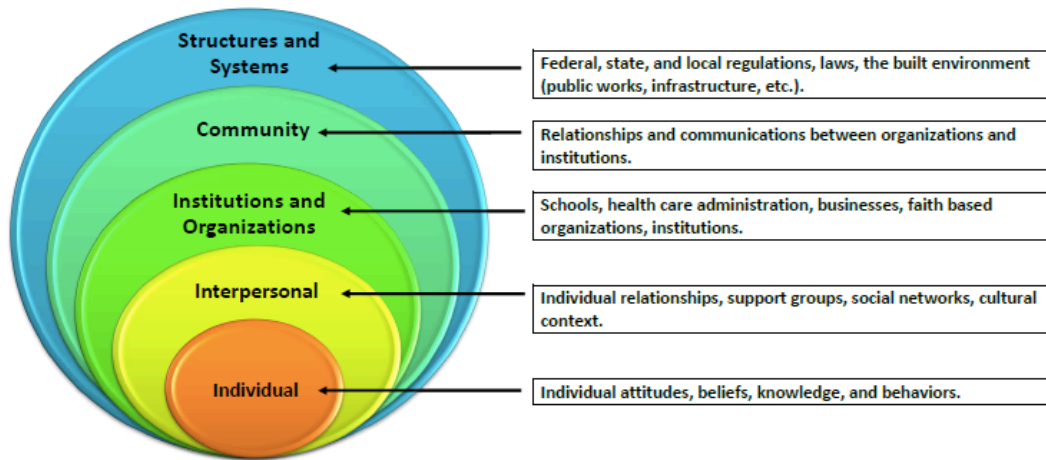 Structures and
Systems
Federal, state, and local regulations, laws, the built environment
(public works, infrastructure, etc.).
Community
Relationships and communications between organizations and
institutions.
Institutions and
Organizations
Schools, health care administration, businesses, faith based
organizations, institutions.
Interpersonal
Individual relationships, support groups, social networks, cultural
context.
Individual
Individual attitudes, beliefs, knowledge, and behaviors.